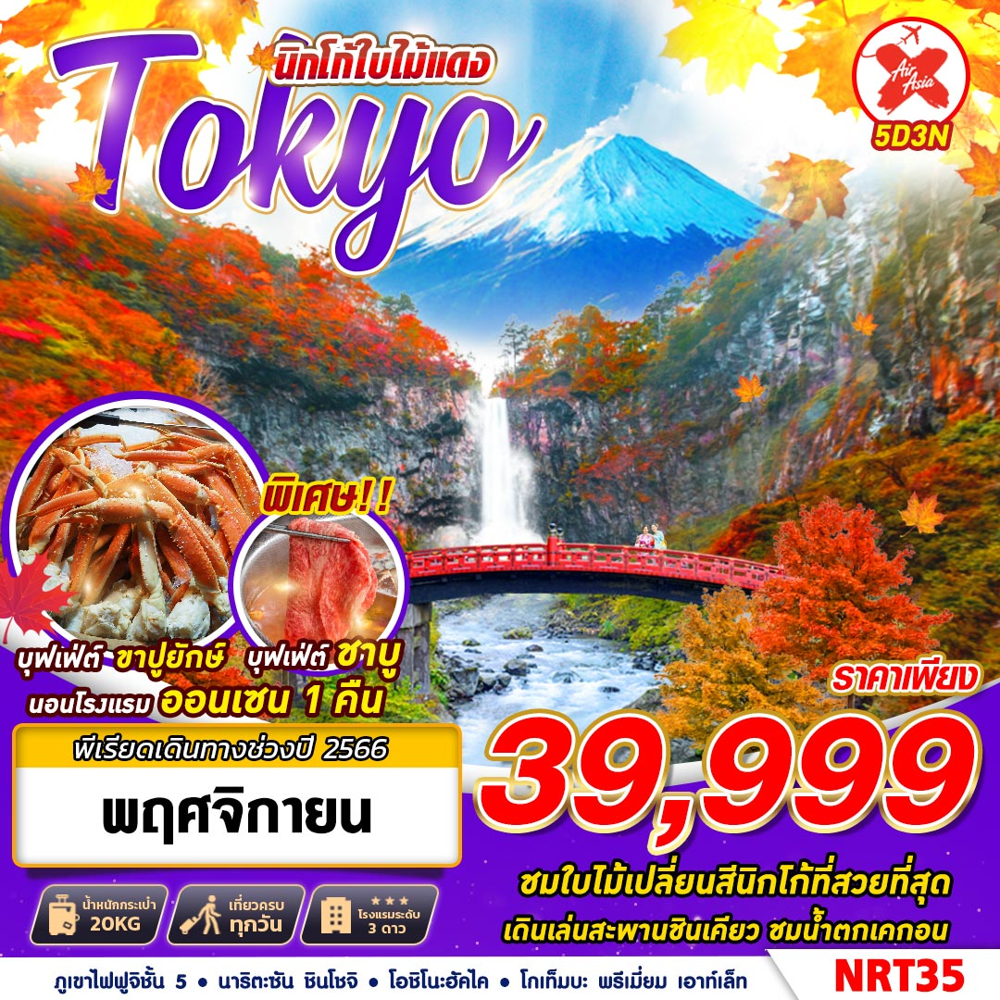 นิกโก้ใบไม้แดง
Tokyo
Air
Asia
5D3N
พิเศษ!!
บุฟเฟ่ต์ ขาปูยักษ์ บุฟเฟ่ต์ ชาบู
นอนโรงแรม ออนเซน 1 คืน
พีเรียดเดินทางช่วงปี 2566
พฤศจิกายน
ราคาเพียง
39,999
ชมใบไม้เปลี่ยนสีนิกโก้ที่สวยที่สุด
เดินเล่นสะพานชินเคียว ชมน้ำตกเคกอน
น้ำหนักกระเป๋า
20KG
เที่ยวครบ
ทุกวัน
โรงแรมระดับ
3 ดาว
ภูเขาไฟฟูจิชั้น 5 • นาริตะซัน ชินโชจิ • โอชิโนะฮัคไค • โกเท็มบะ พรีเมี่ยม เอาท์เล็ท
NRT35